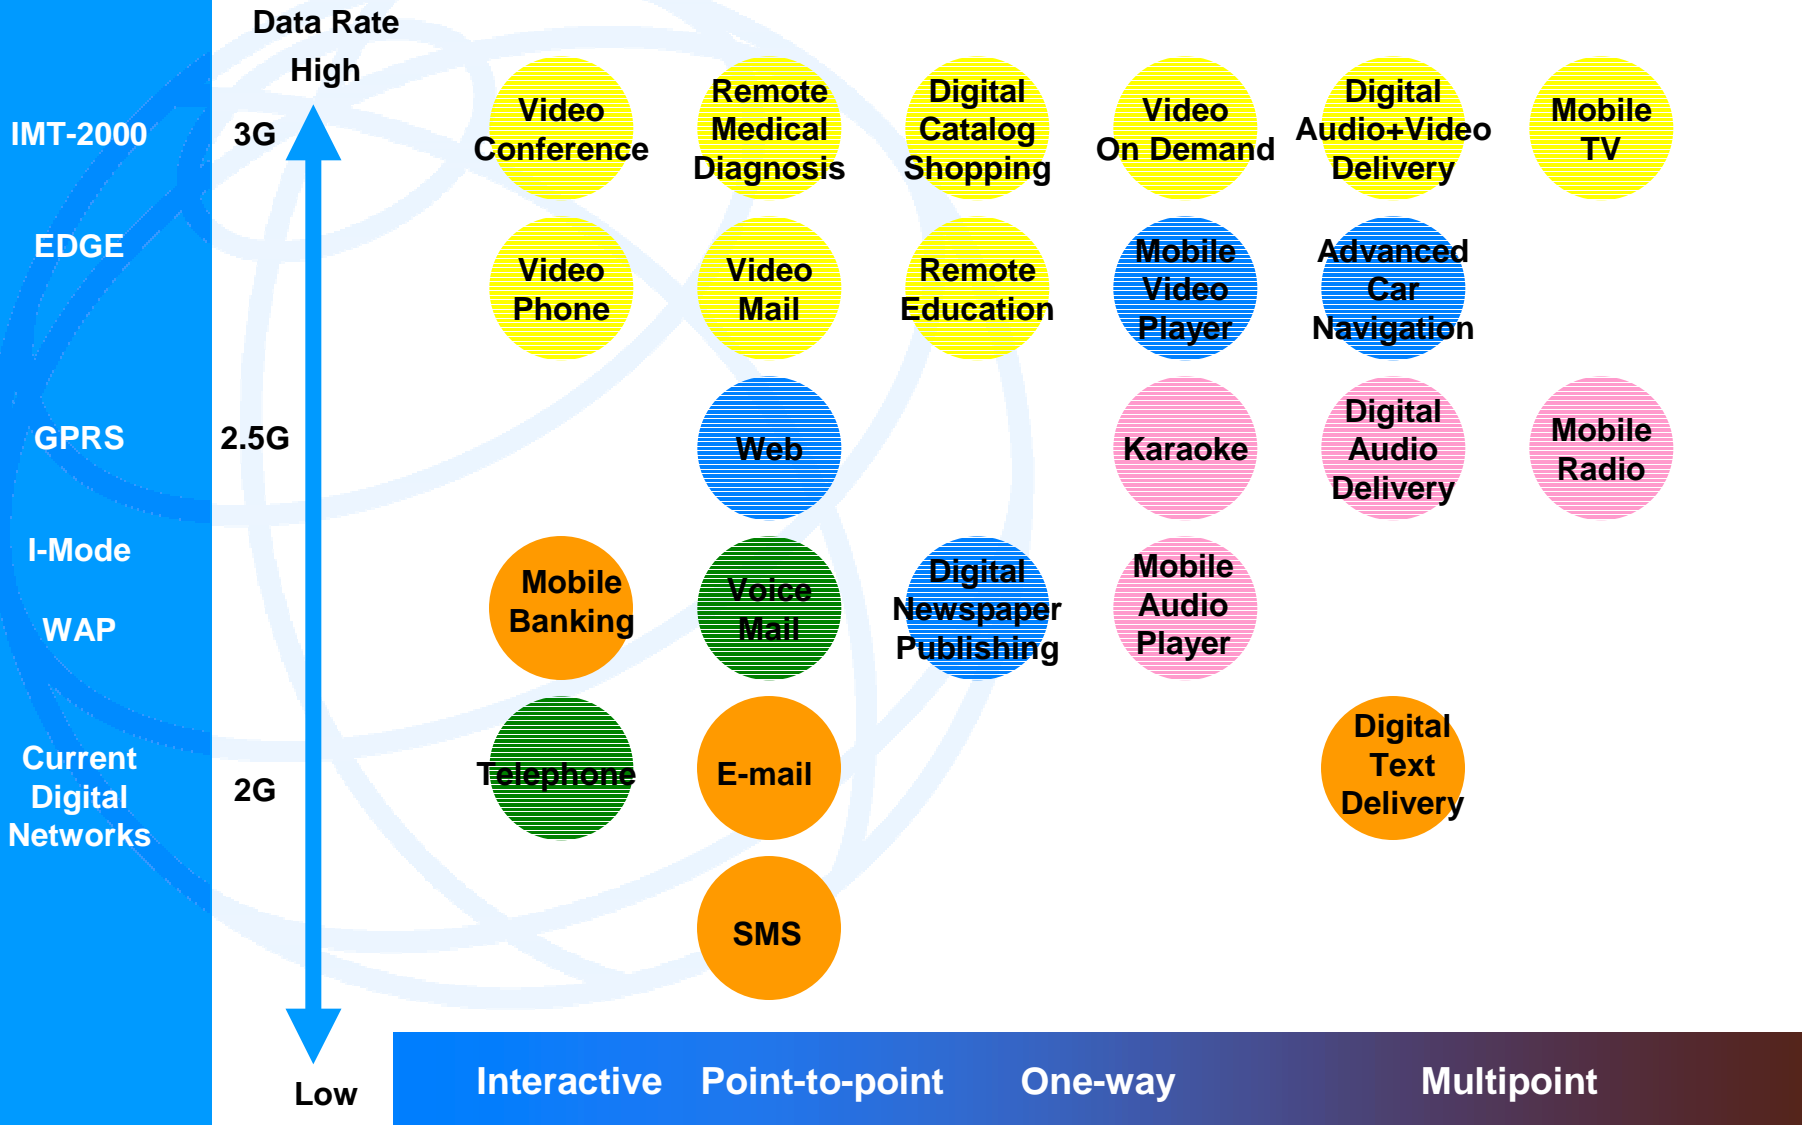 Data Rate
High
IMT-2000
3G
Video
Conference
Remote
Medical
Diagnosis
Digital
Catalog
Shopping
Video
On Demand
Digital
Audio+Video
Delivery
Mobile
TV
EDGE
Video
Phone
Video
Mail
Remote
Education
Mobile
Video
Player
Advanced
Car
Navigation
GPRS
2.5G
Web
Karaoke
Digital
Audio
Delivery
Mobile
Radio
I-Mode
WAP
Mobile
Banking
Voice
Mail
Digital
Newspaper
Publishing
Mobile
Audio
Player
Current
Digital
Networks
2G
Telephone
E-mail
Digital
Text
Delivery
SMS
Low
Interactive
Point-to-point
One-way
Multipoint